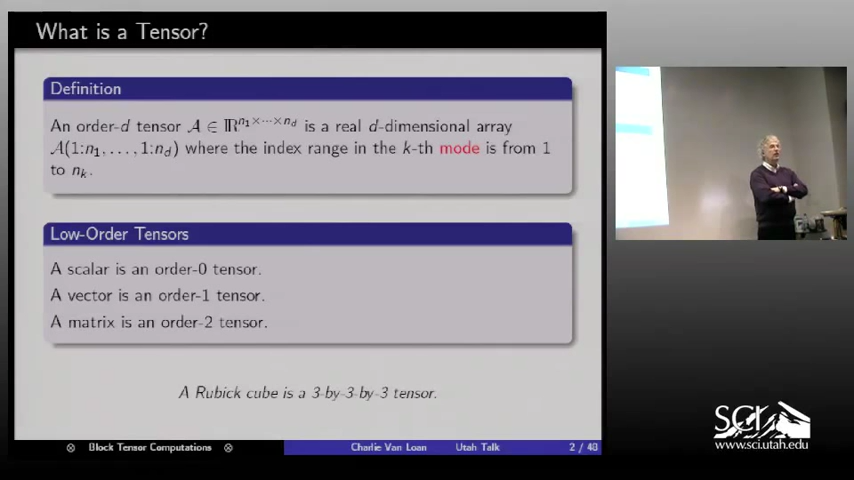 What is a Tensor?
Definition
An order-d tensor 𝒜 ∈ ℝ^{n₁×···×n_d} is a real d-dimensional array
𝒜(1:n₁, . . . , 1:n_d) where the index range in the k-th mode is from 1
to n_k.
Low-Order Tensors
A scalar is an order-0 tensor.
A vector is an order-1 tensor.
A matrix is an order-2 tensor.
A Rubick cube is a 3-by-3-by-3 tensor.
⊗ Block Tensor Computations ⊗ Charlie Van Loan Utah Talk 2 / 48
SCI
www.sci.utah.edu